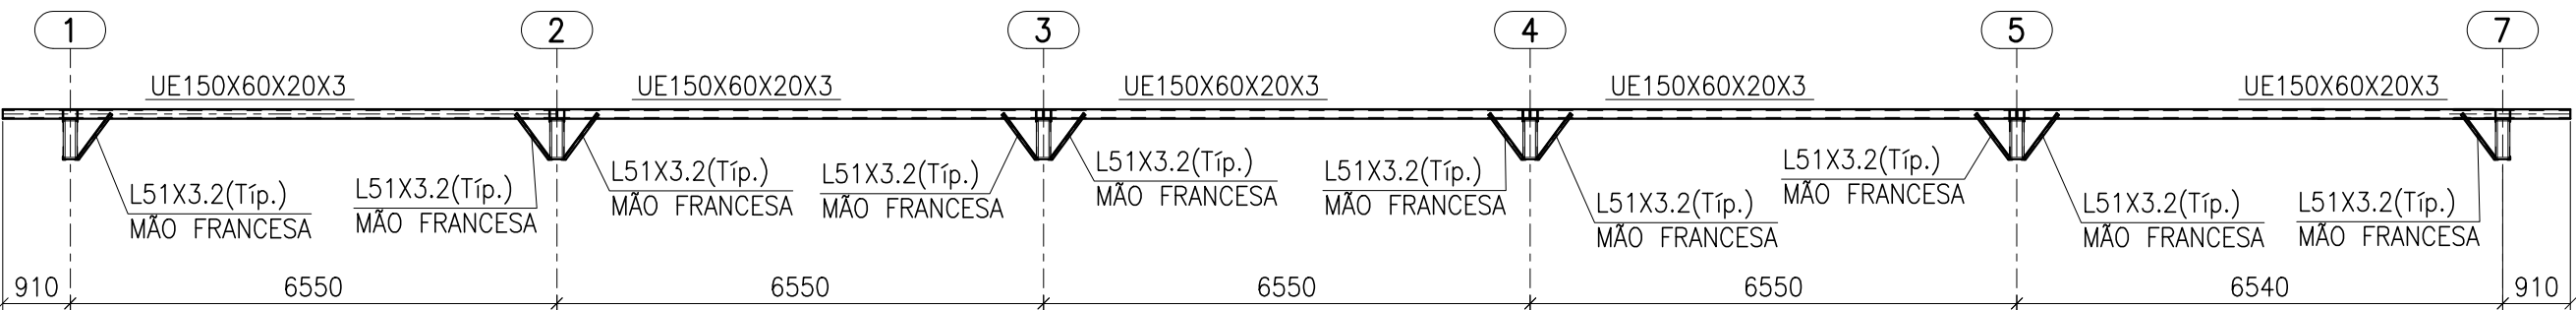 1 2 3 4 5 7
UE150X60X20X3 UE150X60X20X3 UE150X60X20X3 UE150X60X20X3 UE150X60X20X3
L51X3.2(Típ.)
MÃO FRANCESA
L51X3.2(Típ.)
MÃO FRANCESA
L51X3.2(Típ.)
MÃO FRANCESA
L51X3.2(Típ.)
MÃO FRANCESA
L51X3.2(Típ.)
MÃO FRANCESA
L51X3.2(Típ.)
MÃO FRANCESA
L51X3.2(Típ.)
MÃO FRANCESA
L51X3.2(Típ.)
MÃO FRANCESA
L51X3.2(Típ.)
MÃO FRANCESA
L51X3.2(Típ.)
MÃO FRANCESA
910 6550 6550 6550 6550 6540 910